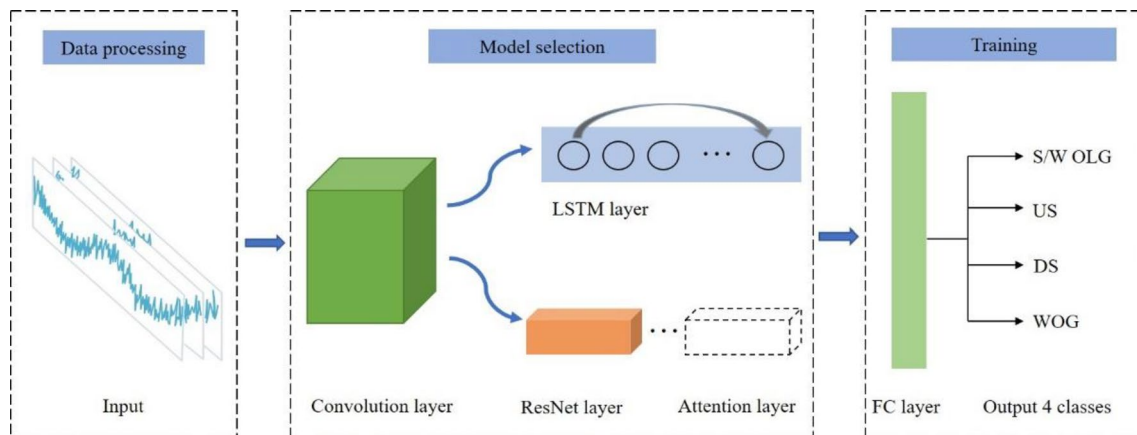 Data processing
Model selection
Training
LSTM layer
S/W OLG
US
DS
WOG
Input
Convolution layer
ResNet layer
Attention layer
FC layer
Output 4 classes